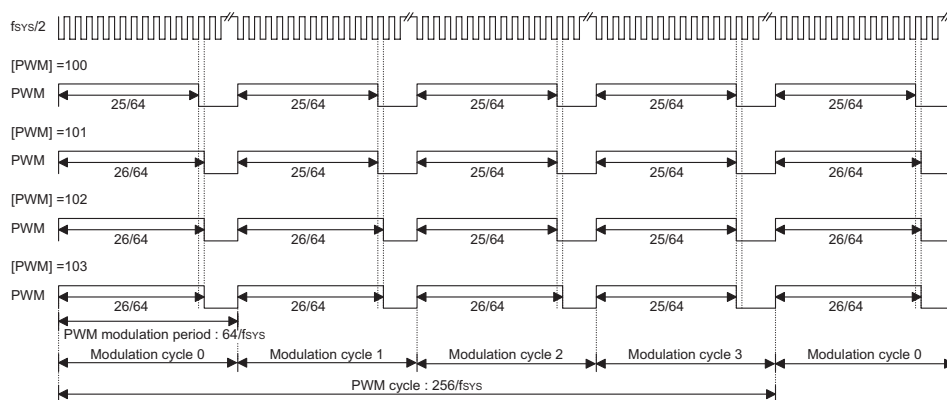 fSYS/2
[PWM] =100
PWM
25/64 25/64 25/64 25/64 25/64
[PWM] =101
PWM
26/64 25/64 25/64 25/64 26/64
[PWM] =102
PWM
26/64 26/64 25/64 25/64 26/64
[PWM] =103
PWM
26/64 26/64 26/64 25/64 26/64
PWM modulation period : 64/fSYS
Modulation cycle 0 Modulation cycle 1 Modulation cycle 2 Modulation cycle 3 Modulation cycle 0
PWM cycle : 256/fSYS